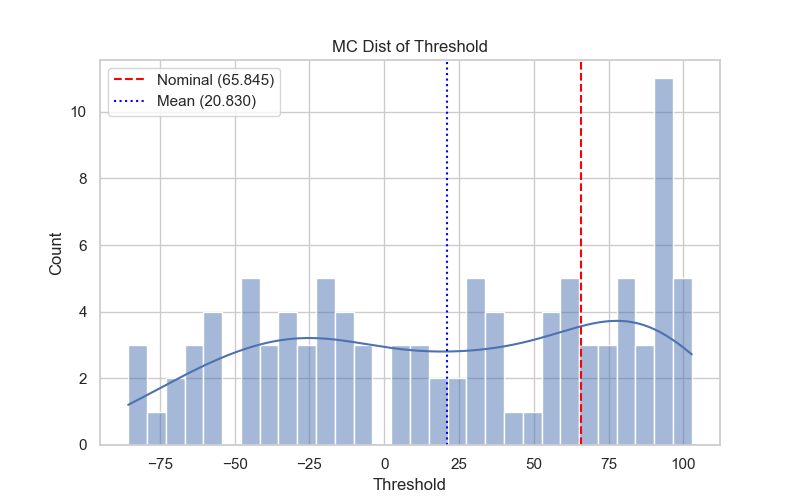 MC Dist of Threshold
Nominal (65.845)
Mean (20.830)
Count
10
8
6
4
2
0
−75
−50
−25
0
25
50
75
100
Threshold